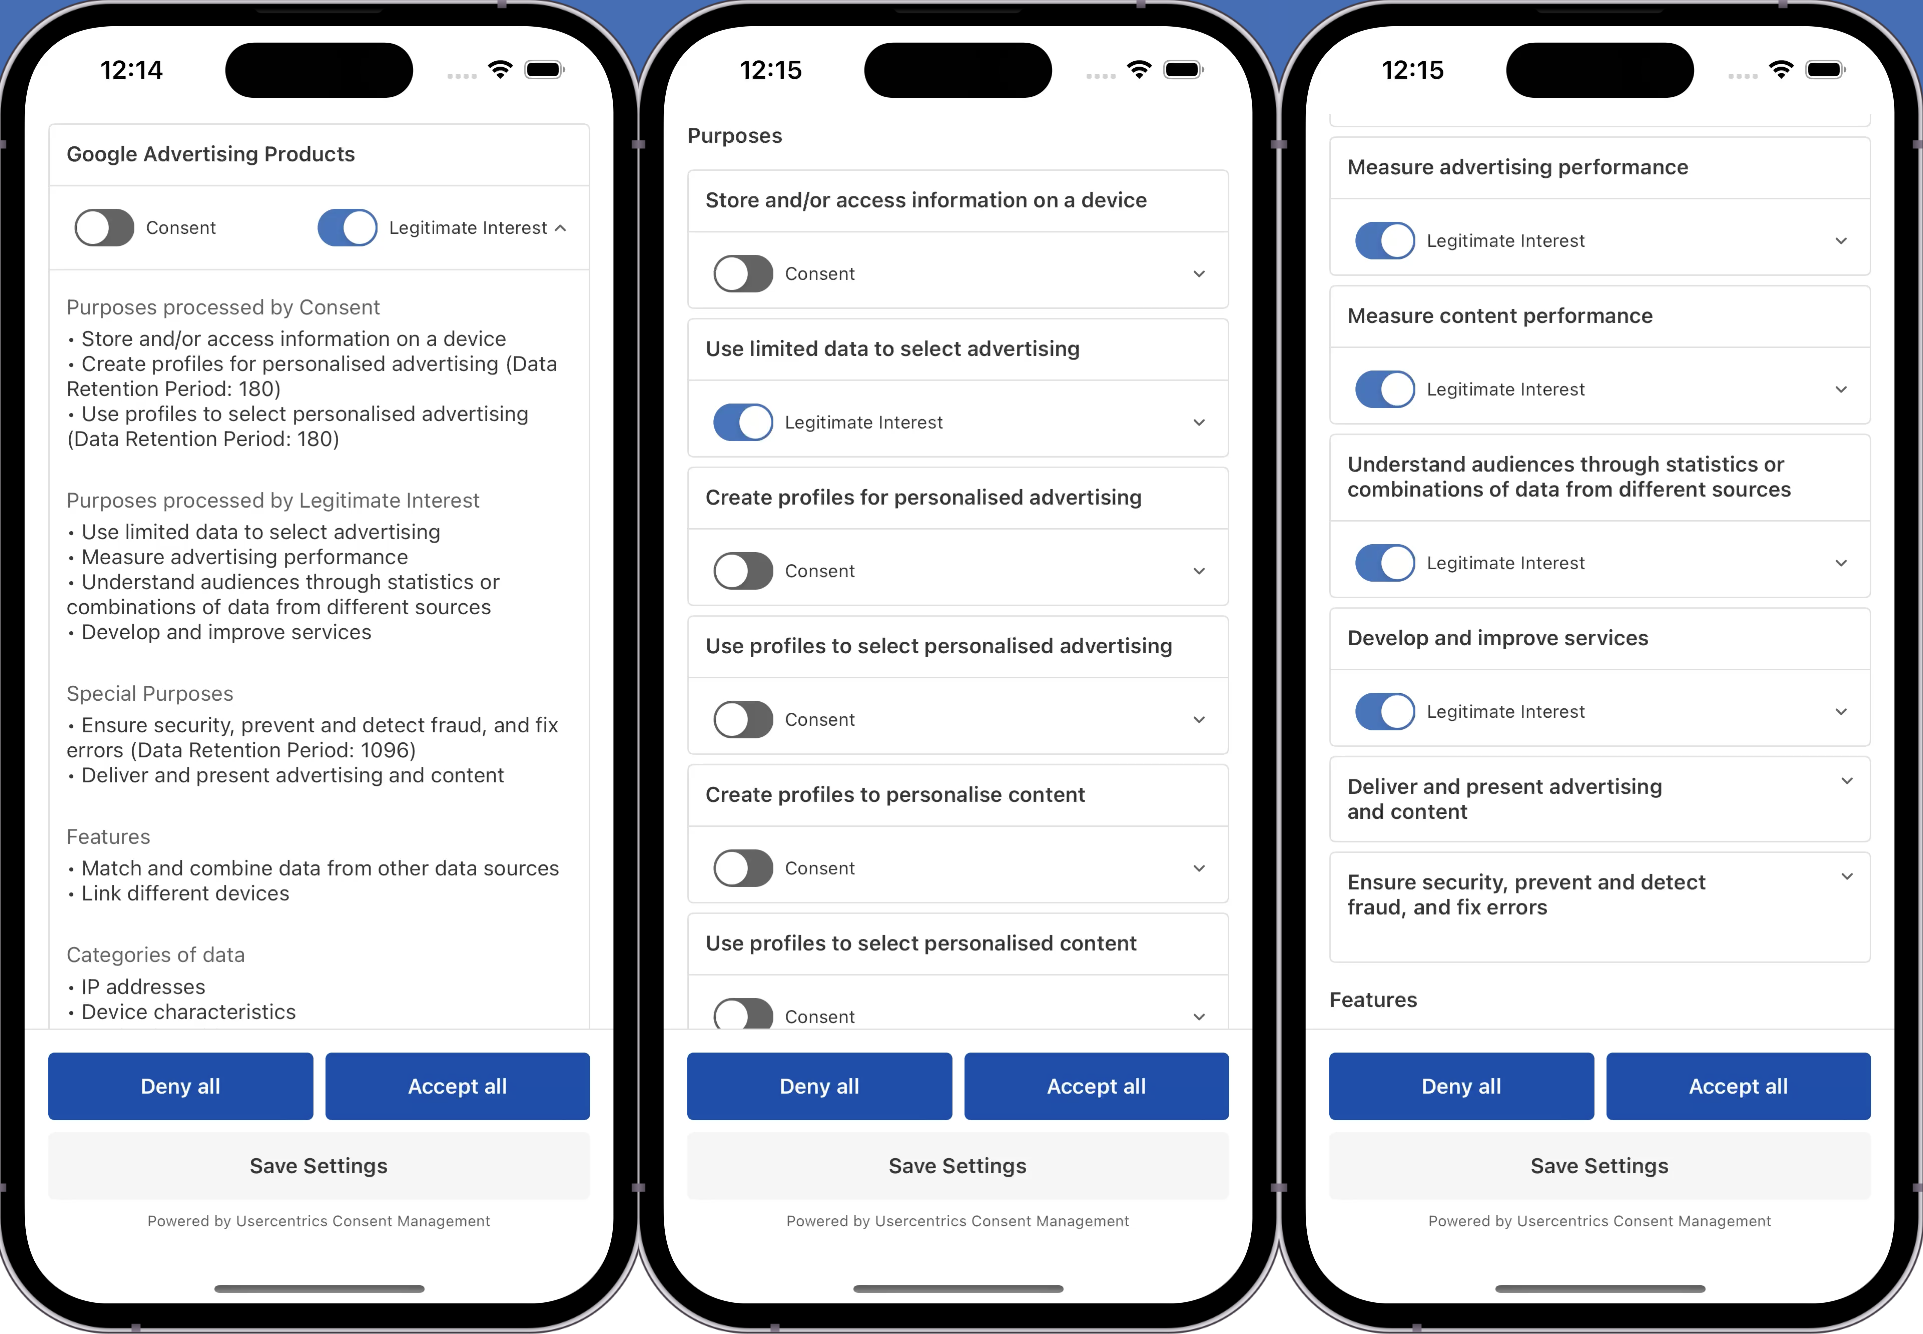 12:14
Google Advertising Products
Consent
Legitimate Interest
Purposes processed by Consent
• Store and/or access information on a device
• Create profiles for personalised advertising (Data
Retention Period: 180)
• Use profiles to select personalised advertising
(Data Retention Period: 180)
Purposes processed by Legitimate Interest
• Use limited data to select advertising
• Measure advertising performance
• Understand audiences through statistics or
combinations of data from different sources
• Develop and improve services
Special Purposes
• Ensure security, prevent and detect fraud, and fix
errors (Data Retention Period: 1096)
• Deliver and present advertising and content
Features
• Match and combine data from other data sources
• Link different devices
Categories of data
• IP addresses
• Device characteristics
Deny all
Accept all
Save Settings
Powered by Usercentrics Consent Management
12:15
Purposes
Store and/or access information on a device
Consent
Use limited data to select advertising
Legitimate Interest
Create profiles for personalised advertising
Consent
Use profiles to select personalised advertising
Consent
Create profiles to personalise content
Consent
Use profiles to select personalised content
Consent
Deny all
Accept all
Save Settings
Powered by Usercentrics Consent Management
12:15
Measure advertising performance
Legitimate Interest
Measure content performance
Legitimate Interest
Understand audiences through statistics or
combinations of data from different sources
Legitimate Interest
Develop and improve services
Legitimate Interest
Deliver and present advertising
and content
Ensure security, prevent and detect
fraud, and fix errors
Features
Deny all
Accept all
Save Settings
Powered by Usercentrics Consent Management